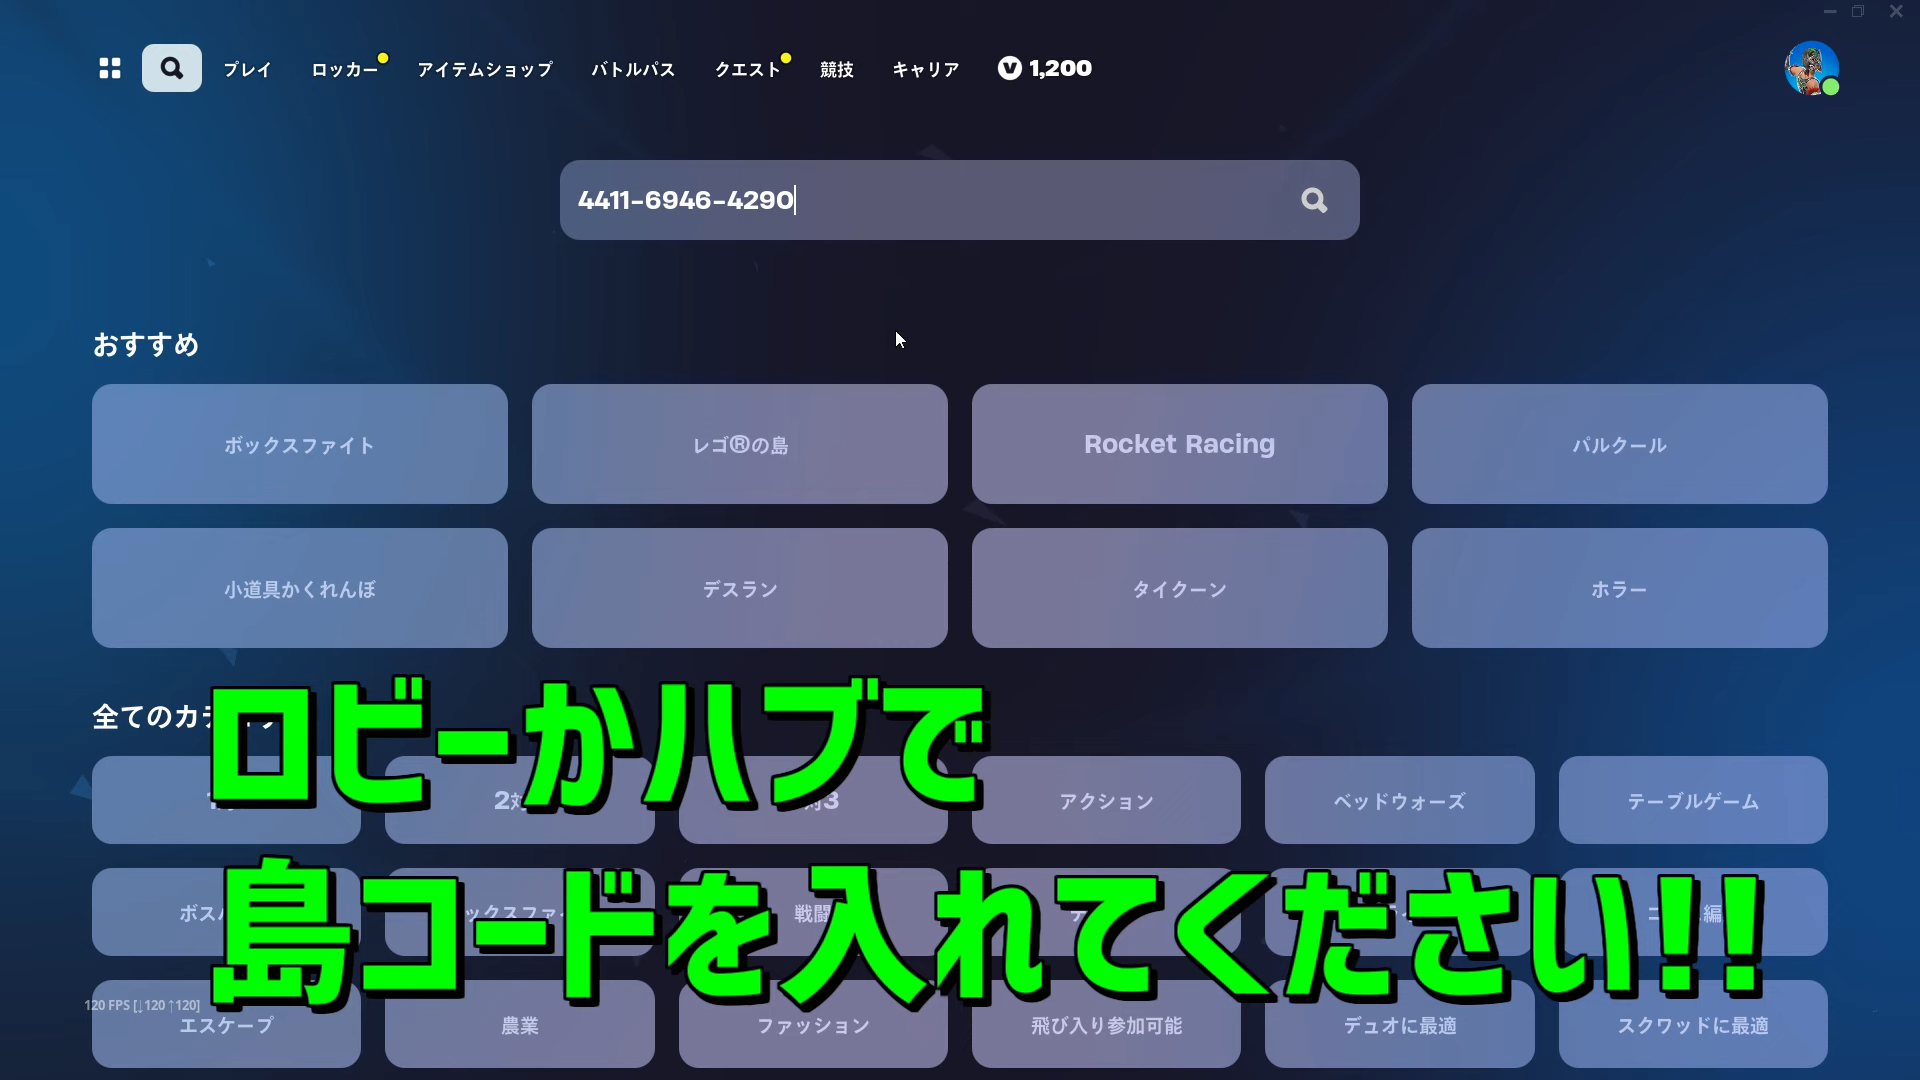 プレイ ロッカー アイテムショップ バトルパス クエスト 競技 キャリア 1,200
4411-6946-4290
おすすめ
ボックスファイト レゴ®の島 Rocket Racing パルクール
小道具かくれんぼ デスラン タイクーン ホラー
ロビーかハブで
アクション ベッドウォーズ テーブルゲーム
島コードを入れてください!!
120 FPS [↓120 ↑120]
エスケープ 農業 ファッション 飛び入り参加可能 デュオに最適 スクワッドに最適